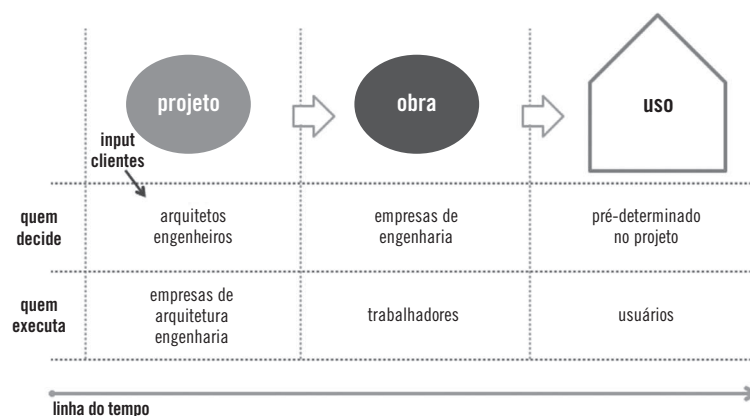 projeto
obra
uso
input
clientes
quem
decide
arquitetos
engenheiros
empresas de
engenharia
pré-determinado
no projeto
quem
executa
empresas de
arquitetura
engenharia
trabalhadores
usuários
linha do tempo